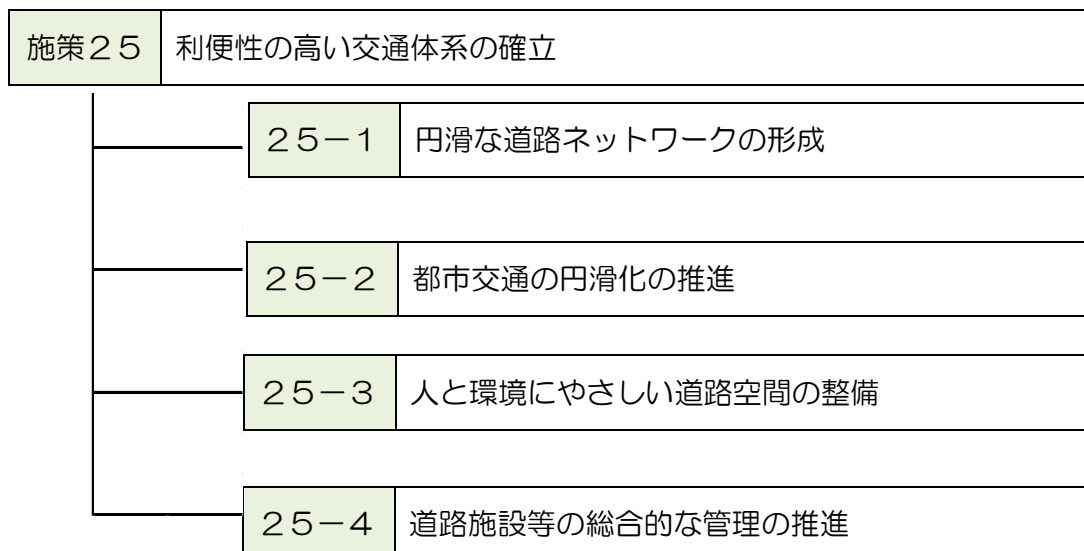 施策２５ 利便性の高い交通体系の確立
２５－１ 円滑な道路ネットワークの形成
２５－２ 都市交通の円滑化の推進
２５－３ 人と環境にやさしい道路空間の整備
２５－４ 道路施設等の総合的な管理の推進